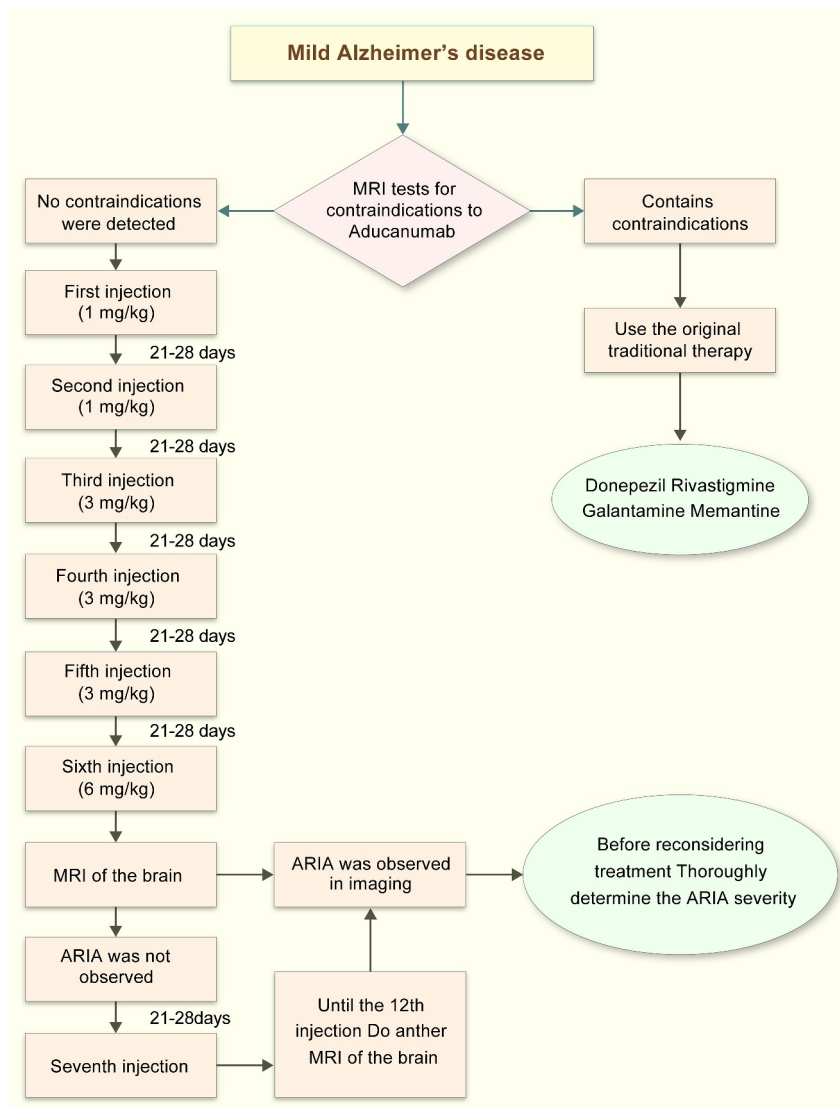 Mild Alzheimer's disease
MRI tests for
contraindications to
Aducanumab
No contraindications
were detected
Contains
contraindications
First injection
(1 mg/kg)
Use the original
traditional therapy
21-28 days
Second injection
(1 mg/kg)
21-28 days
Third injection
(3 mg/kg)
Donepezil Rivastigmine
Galantamine Memantine
21-28 days
Fourth injection
(3 mg/kg)
21-28 days
Fifth injection
(3 mg/kg)
21-28 days
Sixth injection
(6 mg/kg)
MRI of the brain
ARIA was observed
in imaging
Before reconsidering
treatment Thoroughly
determine the ARIA severity
ARIA was not
observed
21-28days
Seventh injection
Until the 12th
injection Do anther
MRI of the brain